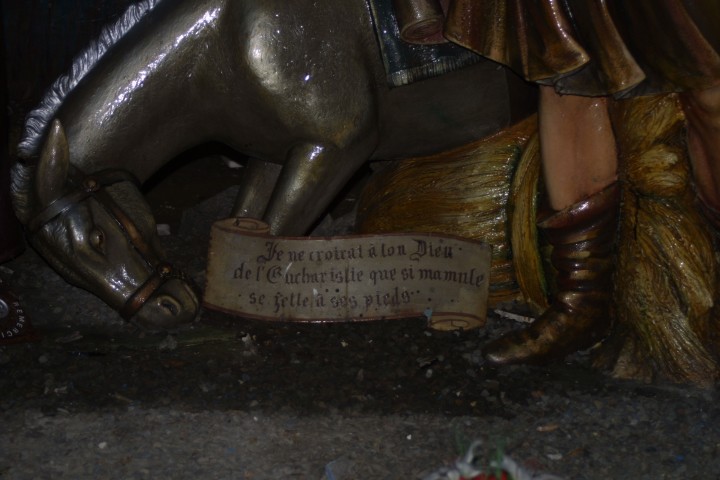 Je ne croirai à ton Dieu
de l'Eucharistie que si ma mule
se jette à ses pieds